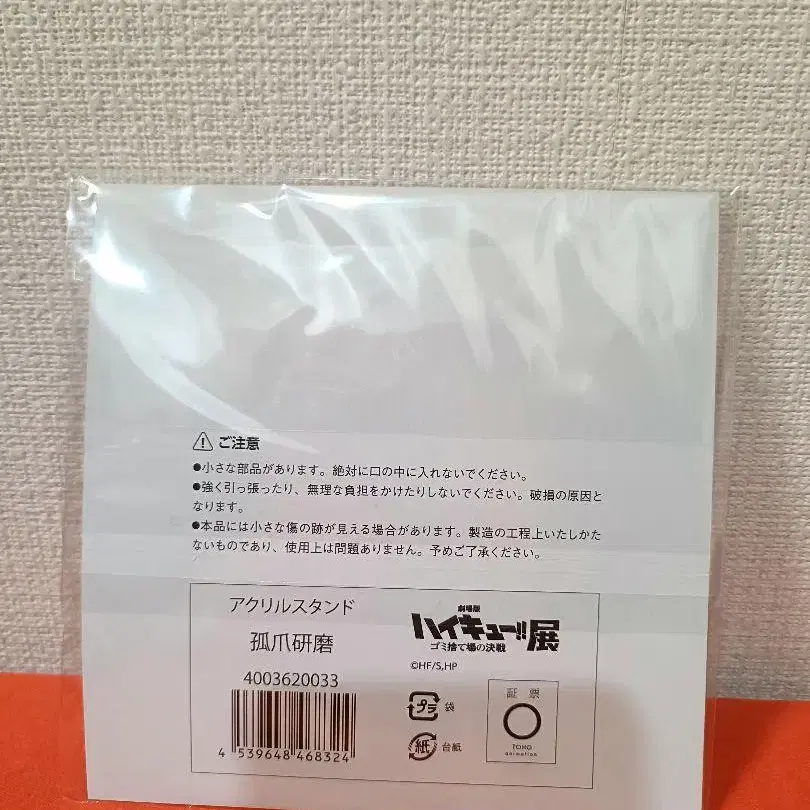 ご注意
●小さな部品があります。絶対に口の中に入れないでください。
●強く引っ張ったり、無理な負担をかけたりしないでください。破損の原因と
なります。
●本品には小さな傷の跡が見える場合があります。製造の工程上いたしかた
ないものであり、使用上は問題ありません。予めご了承ください。
アクリルスタンド
孤爪研磨
4003620033
4 539648 468324
劇場版
ハイキュー!!展
ゴミ捨て場の決戦
©HF/S,HP
プラ 袋
紙 台紙
証票
TOHO
animation